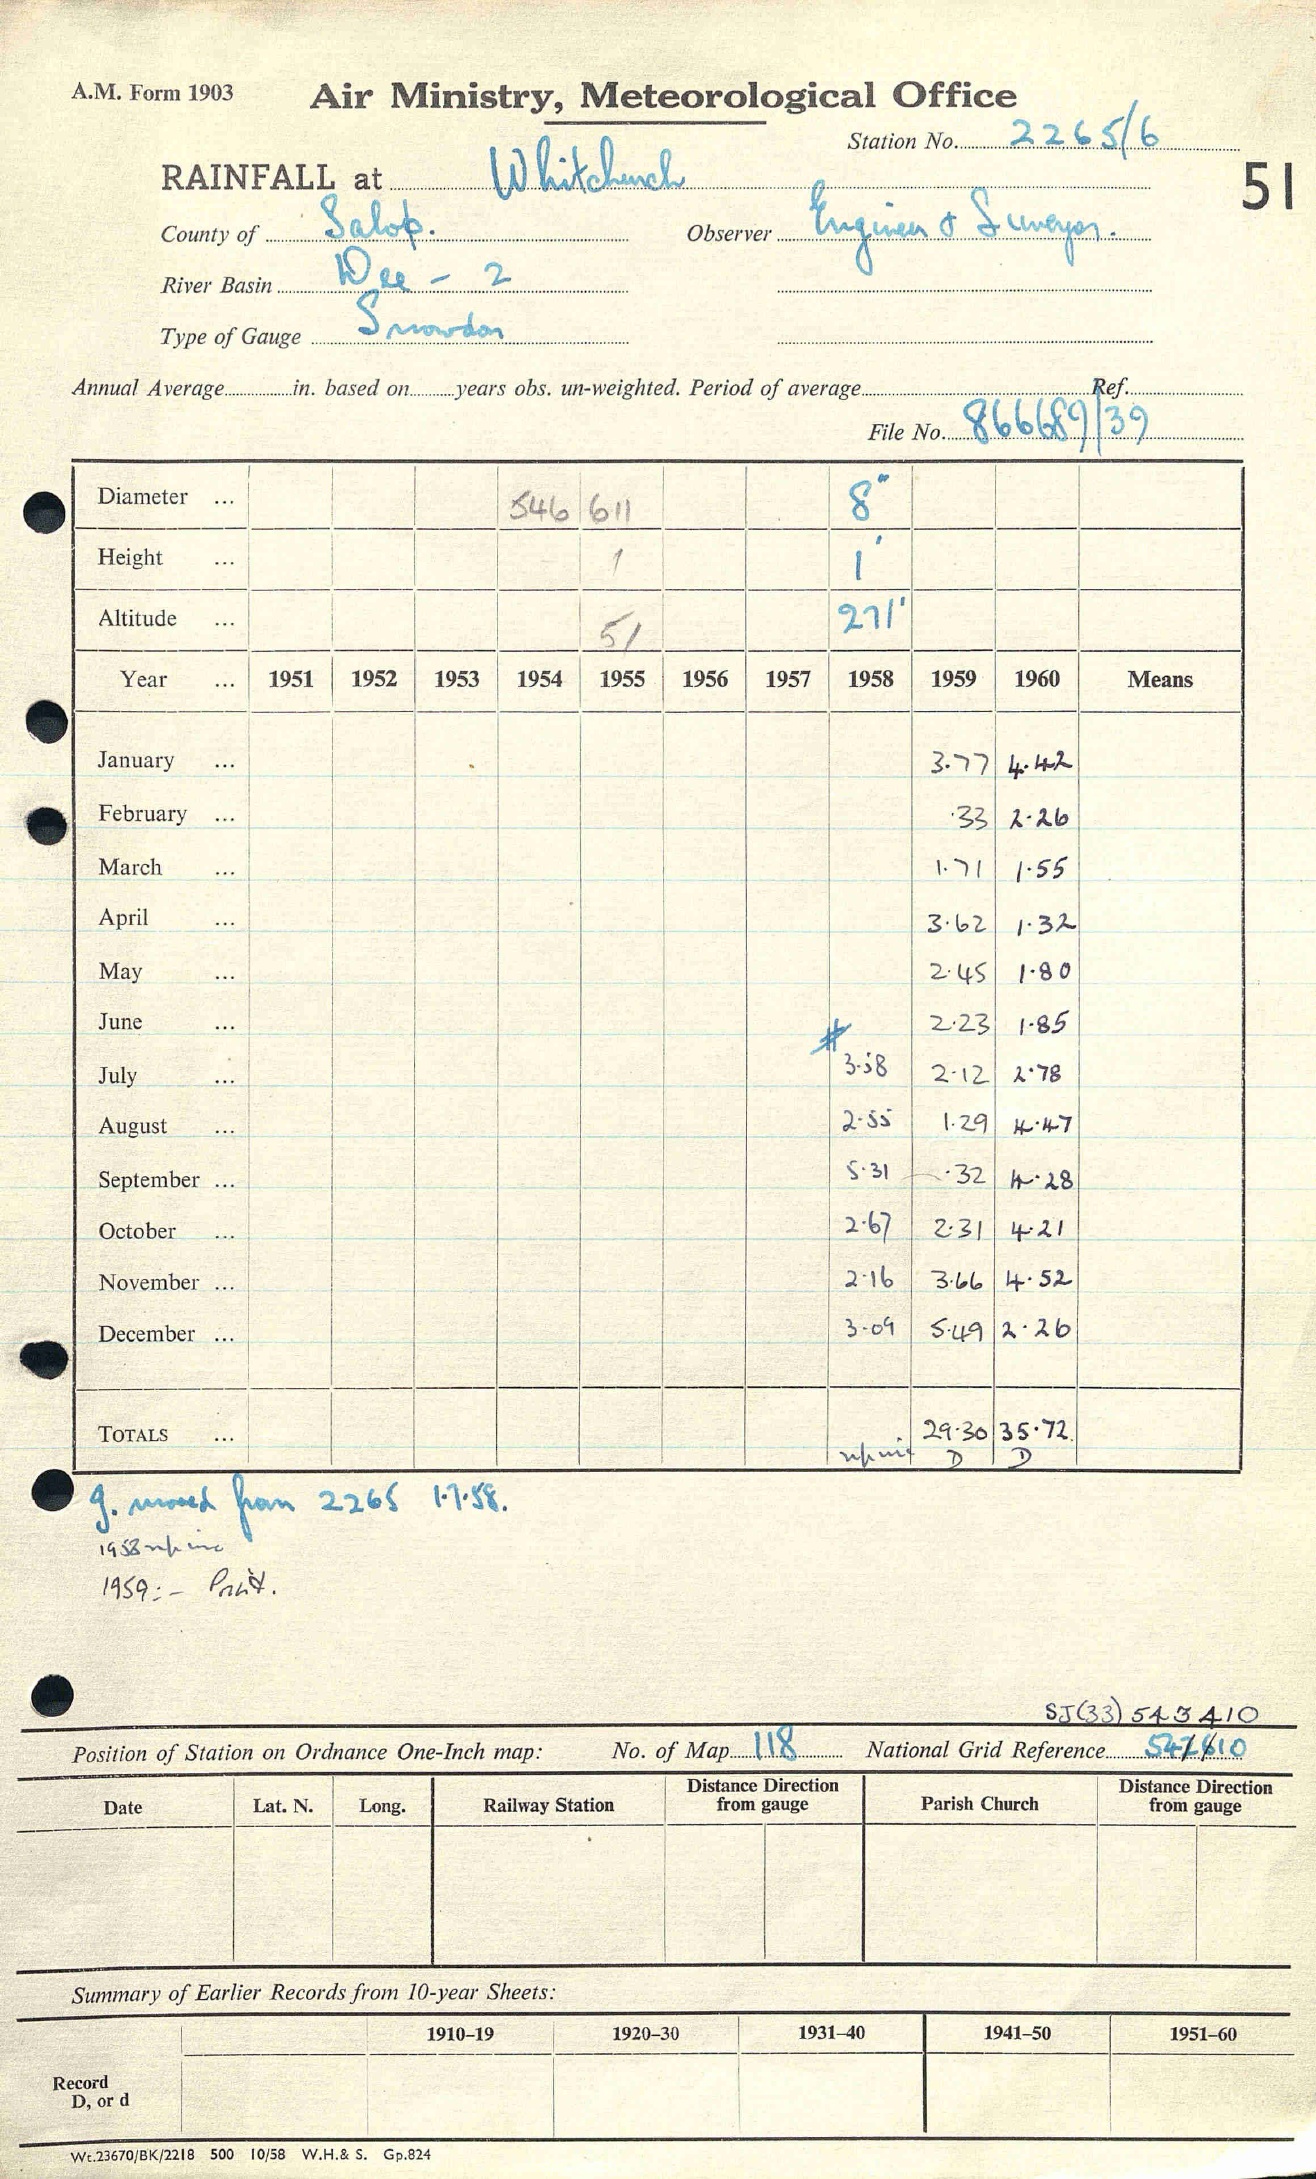 A.M. Form 1903 Air Ministry, Meteorological Office
Station No. 2265/6
RAINFALL at Whitchurch 51
County of Salop. Observer Engineer & Surveyor.
River Basin Dee - 2
Type of Gauge Snowdon
Annual Average in. based on years obs. un-weighted. Period of average Ref.
File No. 866689/39
Diameter ... 546 611 8"
Height ... 1 1'
Altitude ... 51 271'
Year ... 1951 1952 1953 1954 1955 1956 1957 1958 1959 1960 Means
January ... 3.77 4.42
February ... .33 2.26
March ... 1.71 1.55
April ... 3.62 1.32
May ... 2.45 1.80
June ... 2.23 1.85
July ... 3.58 2.12 2.78
August ... 2.55 1.29 4.47
September ... 5.31 .32 4.28
October ... 2.67 2.31 4.21
November ... 2.16 3.66 4.52
December ... 3.09 5.49 2.26
TOTALS ... 29.30 35.72
D D
g. moved from 2265 1.7.58.
1958
1959:-
SJ(33) 543410
Position of Station on Ordnance One-Inch map: No. of Map 118 National Grid Reference
Date Lat. N. Long. Railway Station Distance Direction from gauge Parish Church Distance Direction from gauge
Summary of Earlier Records from 10-year Sheets:
1910–19 1920–30 1931–40 1941–50 1951–60
Record
D, or d
Wt.23670/BK/2218 500 10/58 W.H.& S. Gp.824